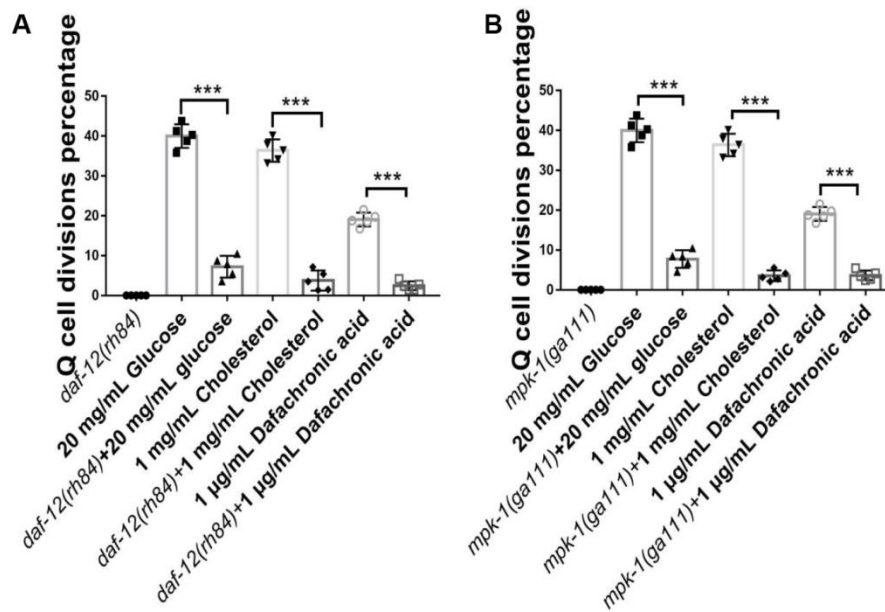 A
Q cell divisions percentage
50
40
30
20
10
0
***
***
***
daf-12(rh84)
20 mg/mL Glucose
daf-12(rh84)+20 mg/mL glucose
1 mg/mL Cholesterol
daf-12(rh84)+1 mg/mL Cholesterol
1 µg/mL Dafachronic acid
daf-12(rh84)+1 µg/mL Dafachronic acid
B
Q cell divisions percentage
50
40
30
20
10
0
***
***
***
mpk-1(ga111)
20 mg/mL Glucose
mpk-1(ga111)+20 mg/mL glucose
1 mg/mL Cholesterol
mpk-1(ga111)+1 mg/mL Cholesterol
1 µg/mL Dafachronic acid
mpk-1(ga111)+1 µg/mL Dafachronic acid